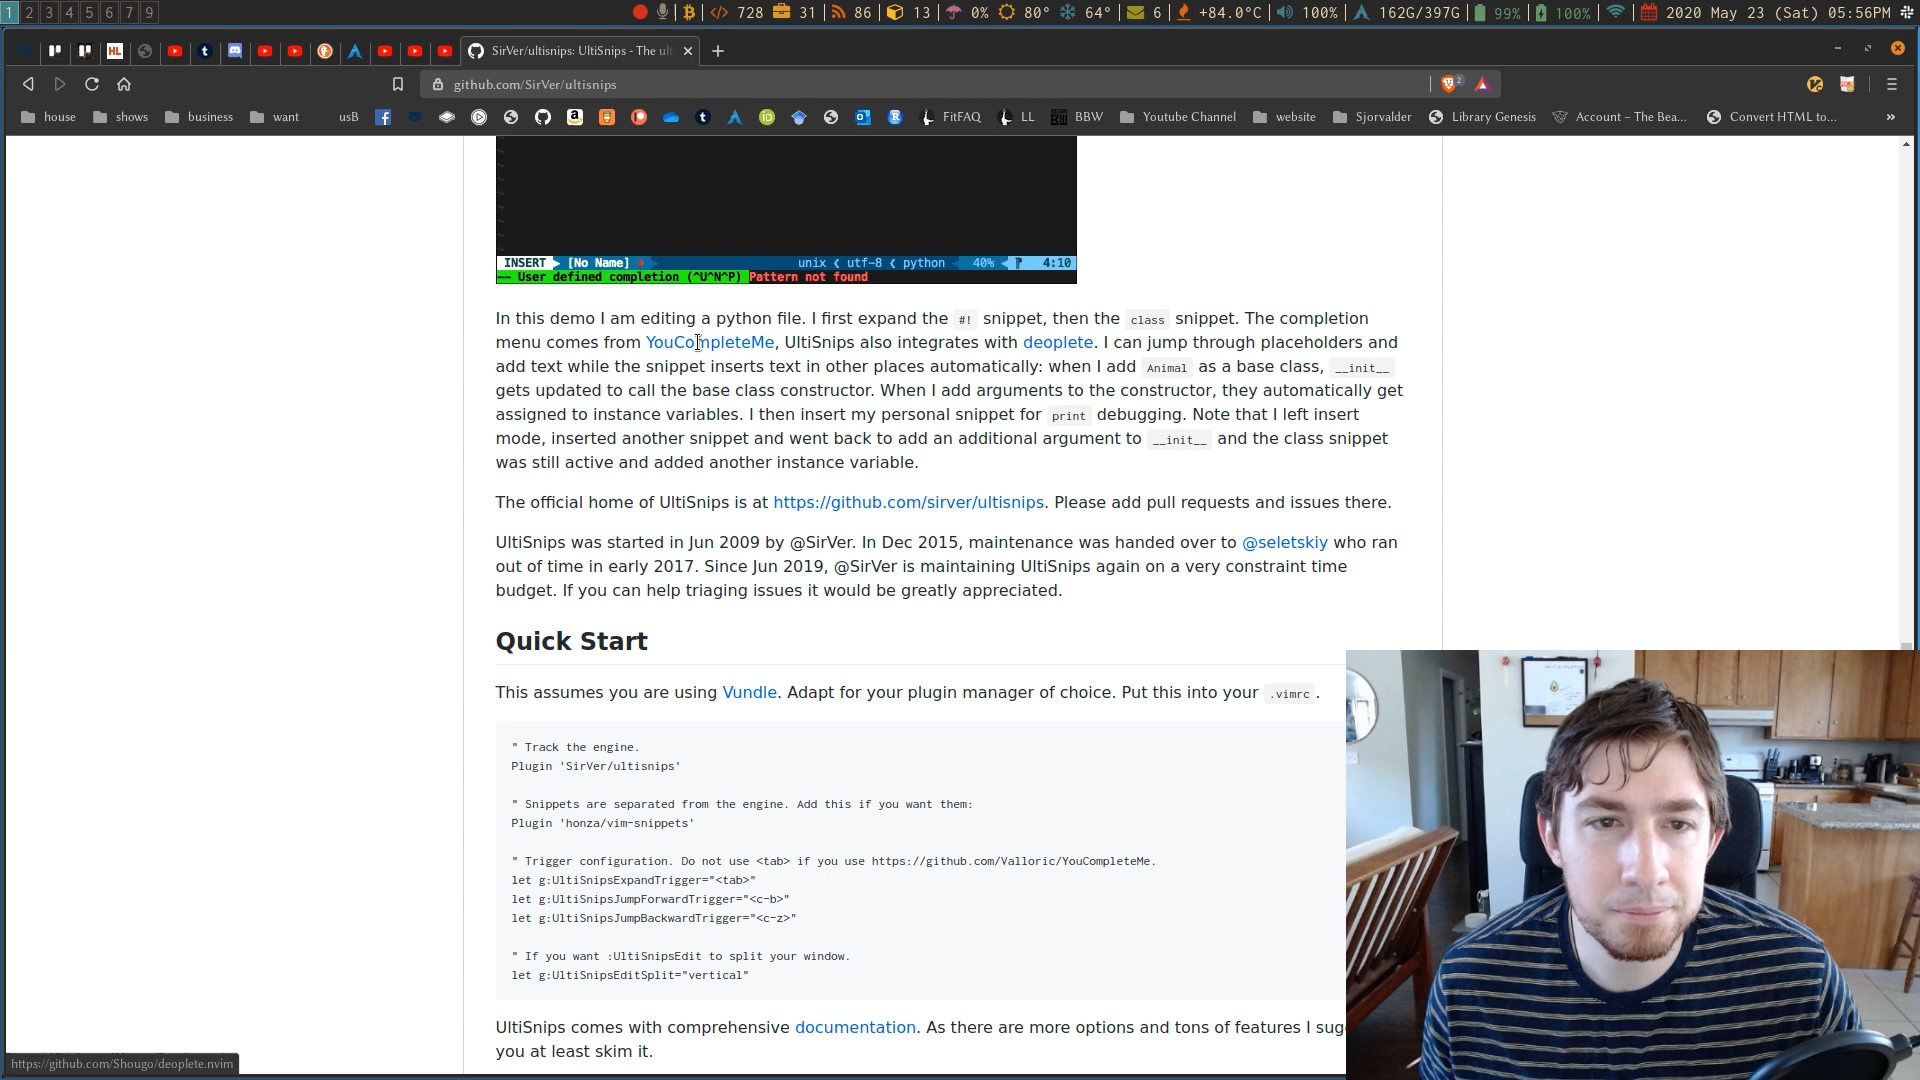 1 2 3 4 5 6 7 9 728 31 86 13 0% 80° 64° 6 +84.0°C 100% 162G/397G 99% 100% 2020 May 23 (Sat) 05:56PM
HL SirVer/ultisnips: UltiSnips - The ult
github.com/SirVer/ultisnips 2
house shows business want usB FitFAQ LL BBW Youtube Channel website Sjorvalder Library Genesis Account – The Bea... Convert HTML to... »
INSERT [No Name] unix utf-8 python 40% 4:10
-- User defined completion (^U^N^P) Pattern not found
In this demo I am editing a python file. I first expand the #! snippet, then the class snippet. The completion
menu comes from YouCompleteMe, UltiSnips also integrates with deoplete. I can jump through placeholders and
add text while the snippet inserts text in other places automatically: when I add Animal as a base class, __init__
gets updated to call the base class constructor. When I add arguments to the constructor, they automatically get
assigned to instance variables. I then insert my personal snippet for print debugging. Note that I left insert
mode, inserted another snippet and went back to add an additional argument to __init__ and the class snippet
was still active and added another instance variable.
The official home of UltiSnips is at https://github.com/sirver/ultisnips. Please add pull requests and issues there.
UltiSnips was started in Jun 2009 by @SirVer. In Dec 2015, maintenance was handed over to @seletskiy who ran
out of time in early 2017. Since Jun 2019, @SirVer is maintaining UltiSnips again on a very constraint time
budget. If you can help triaging issues it would be greatly appreciated.
Quick Start
This assumes you are using Vundle. Adapt for your plugin manager of choice. Put this into your .vimrc.
" Track the engine.
Plugin 'SirVer/ultisnips'
" Snippets are separated from the engine. Add this if you want them:
Plugin 'honza/vim-snippets'
" Trigger configuration. Do not use <tab> if you use https://github.com/Valloric/YouCompleteMe.
let g:UltiSnipsExpandTrigger="<tab>"
let g:UltiSnipsJumpForwardTrigger="<c-b>"
let g:UltiSnipsJumpBackwardTrigger="<c-z>"
" If you want :UltiSnipsEdit to split your window.
let g:UltiSnipsEditSplit="vertical"
UltiSnips comes with comprehensive documentation. As there are more options and tons of features I sug
you at least skim it.
https://github.com/Shougo/deoplete.nvim